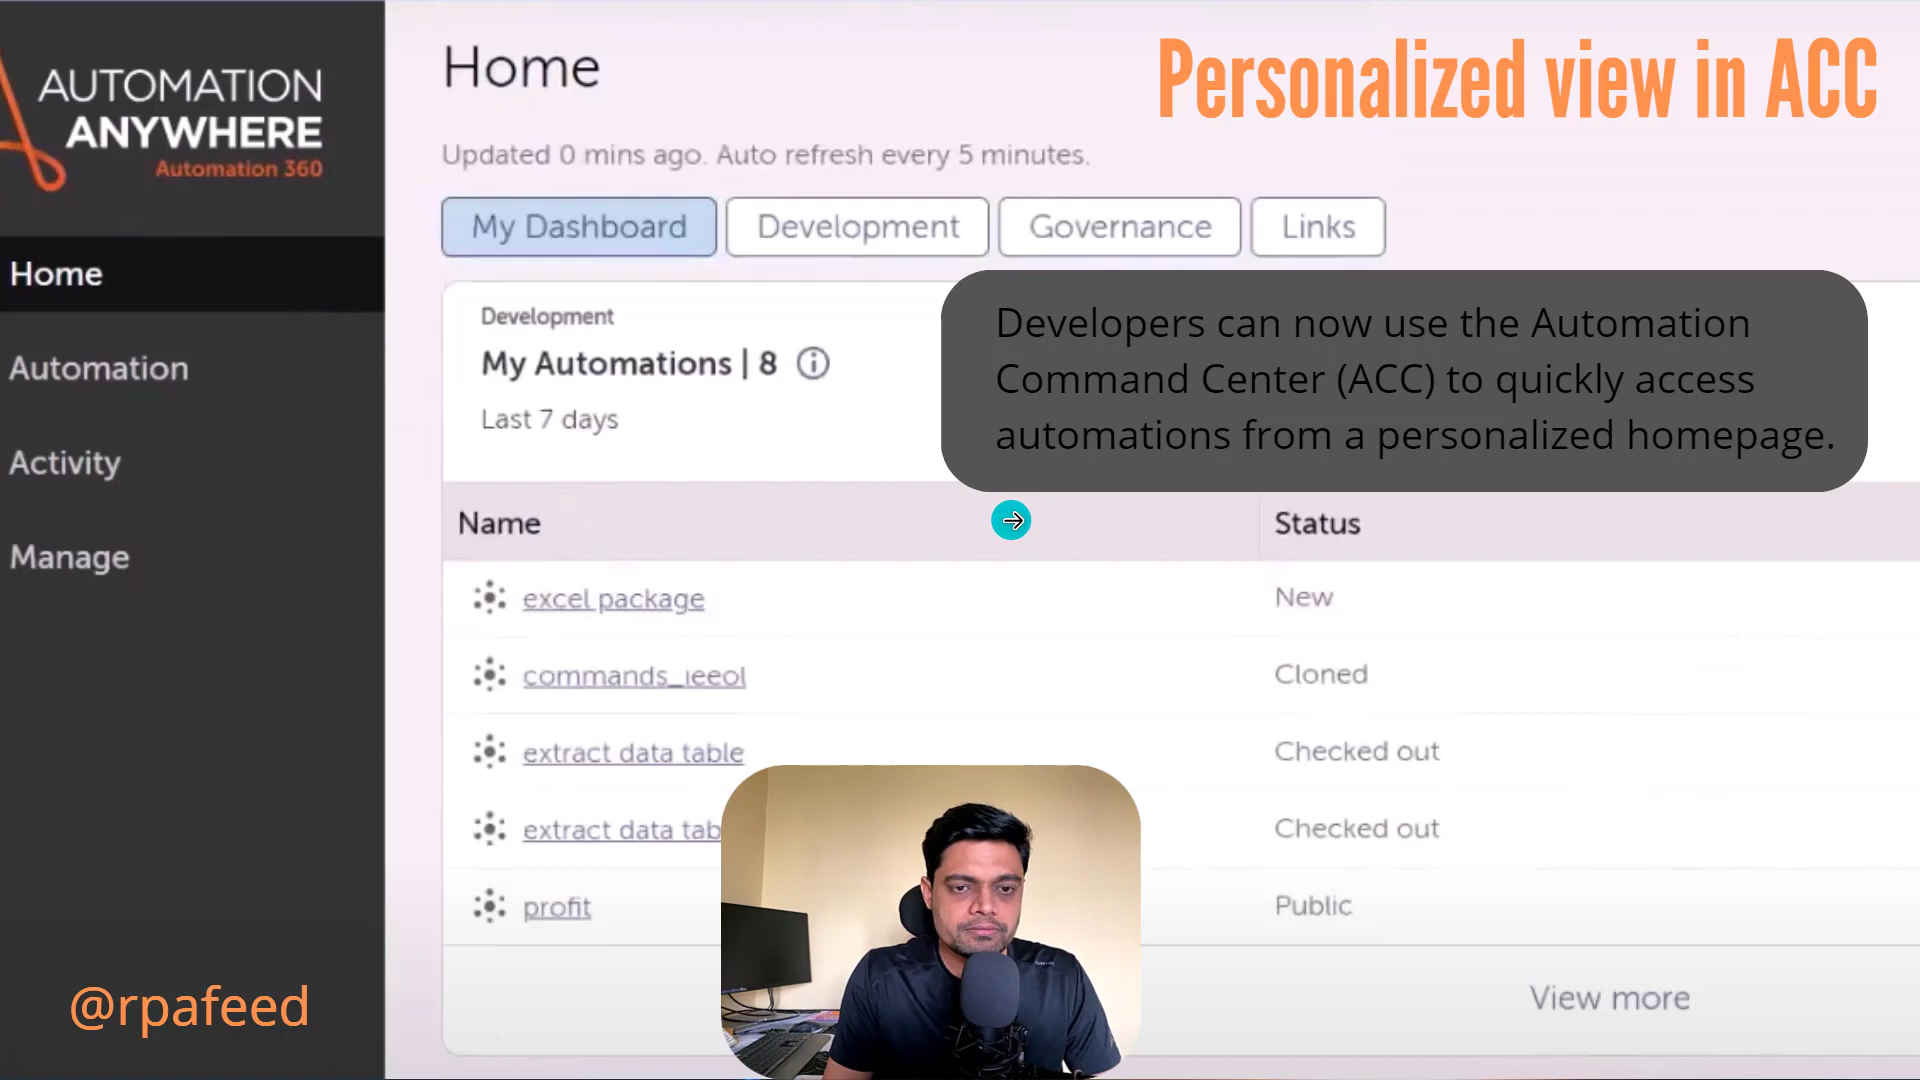 AUTOMATION
ANYWHERE
Automation 360
Home
Automation
Activity
Manage
@rpafeed
Home
Updated 0 mins ago. Auto refresh every 5 minutes.
My Dashboard
Development
Governance
Links
Personalized view in ACC
Development
My Automations | 8
Last 7 days
Developers can now use the Automation
Command Center (ACC) to quickly access
automations from a personalized homepage.
Name Status
excel package New
Cloned
extract data table Checked out
extract data tab Checked out
profit Public
View more